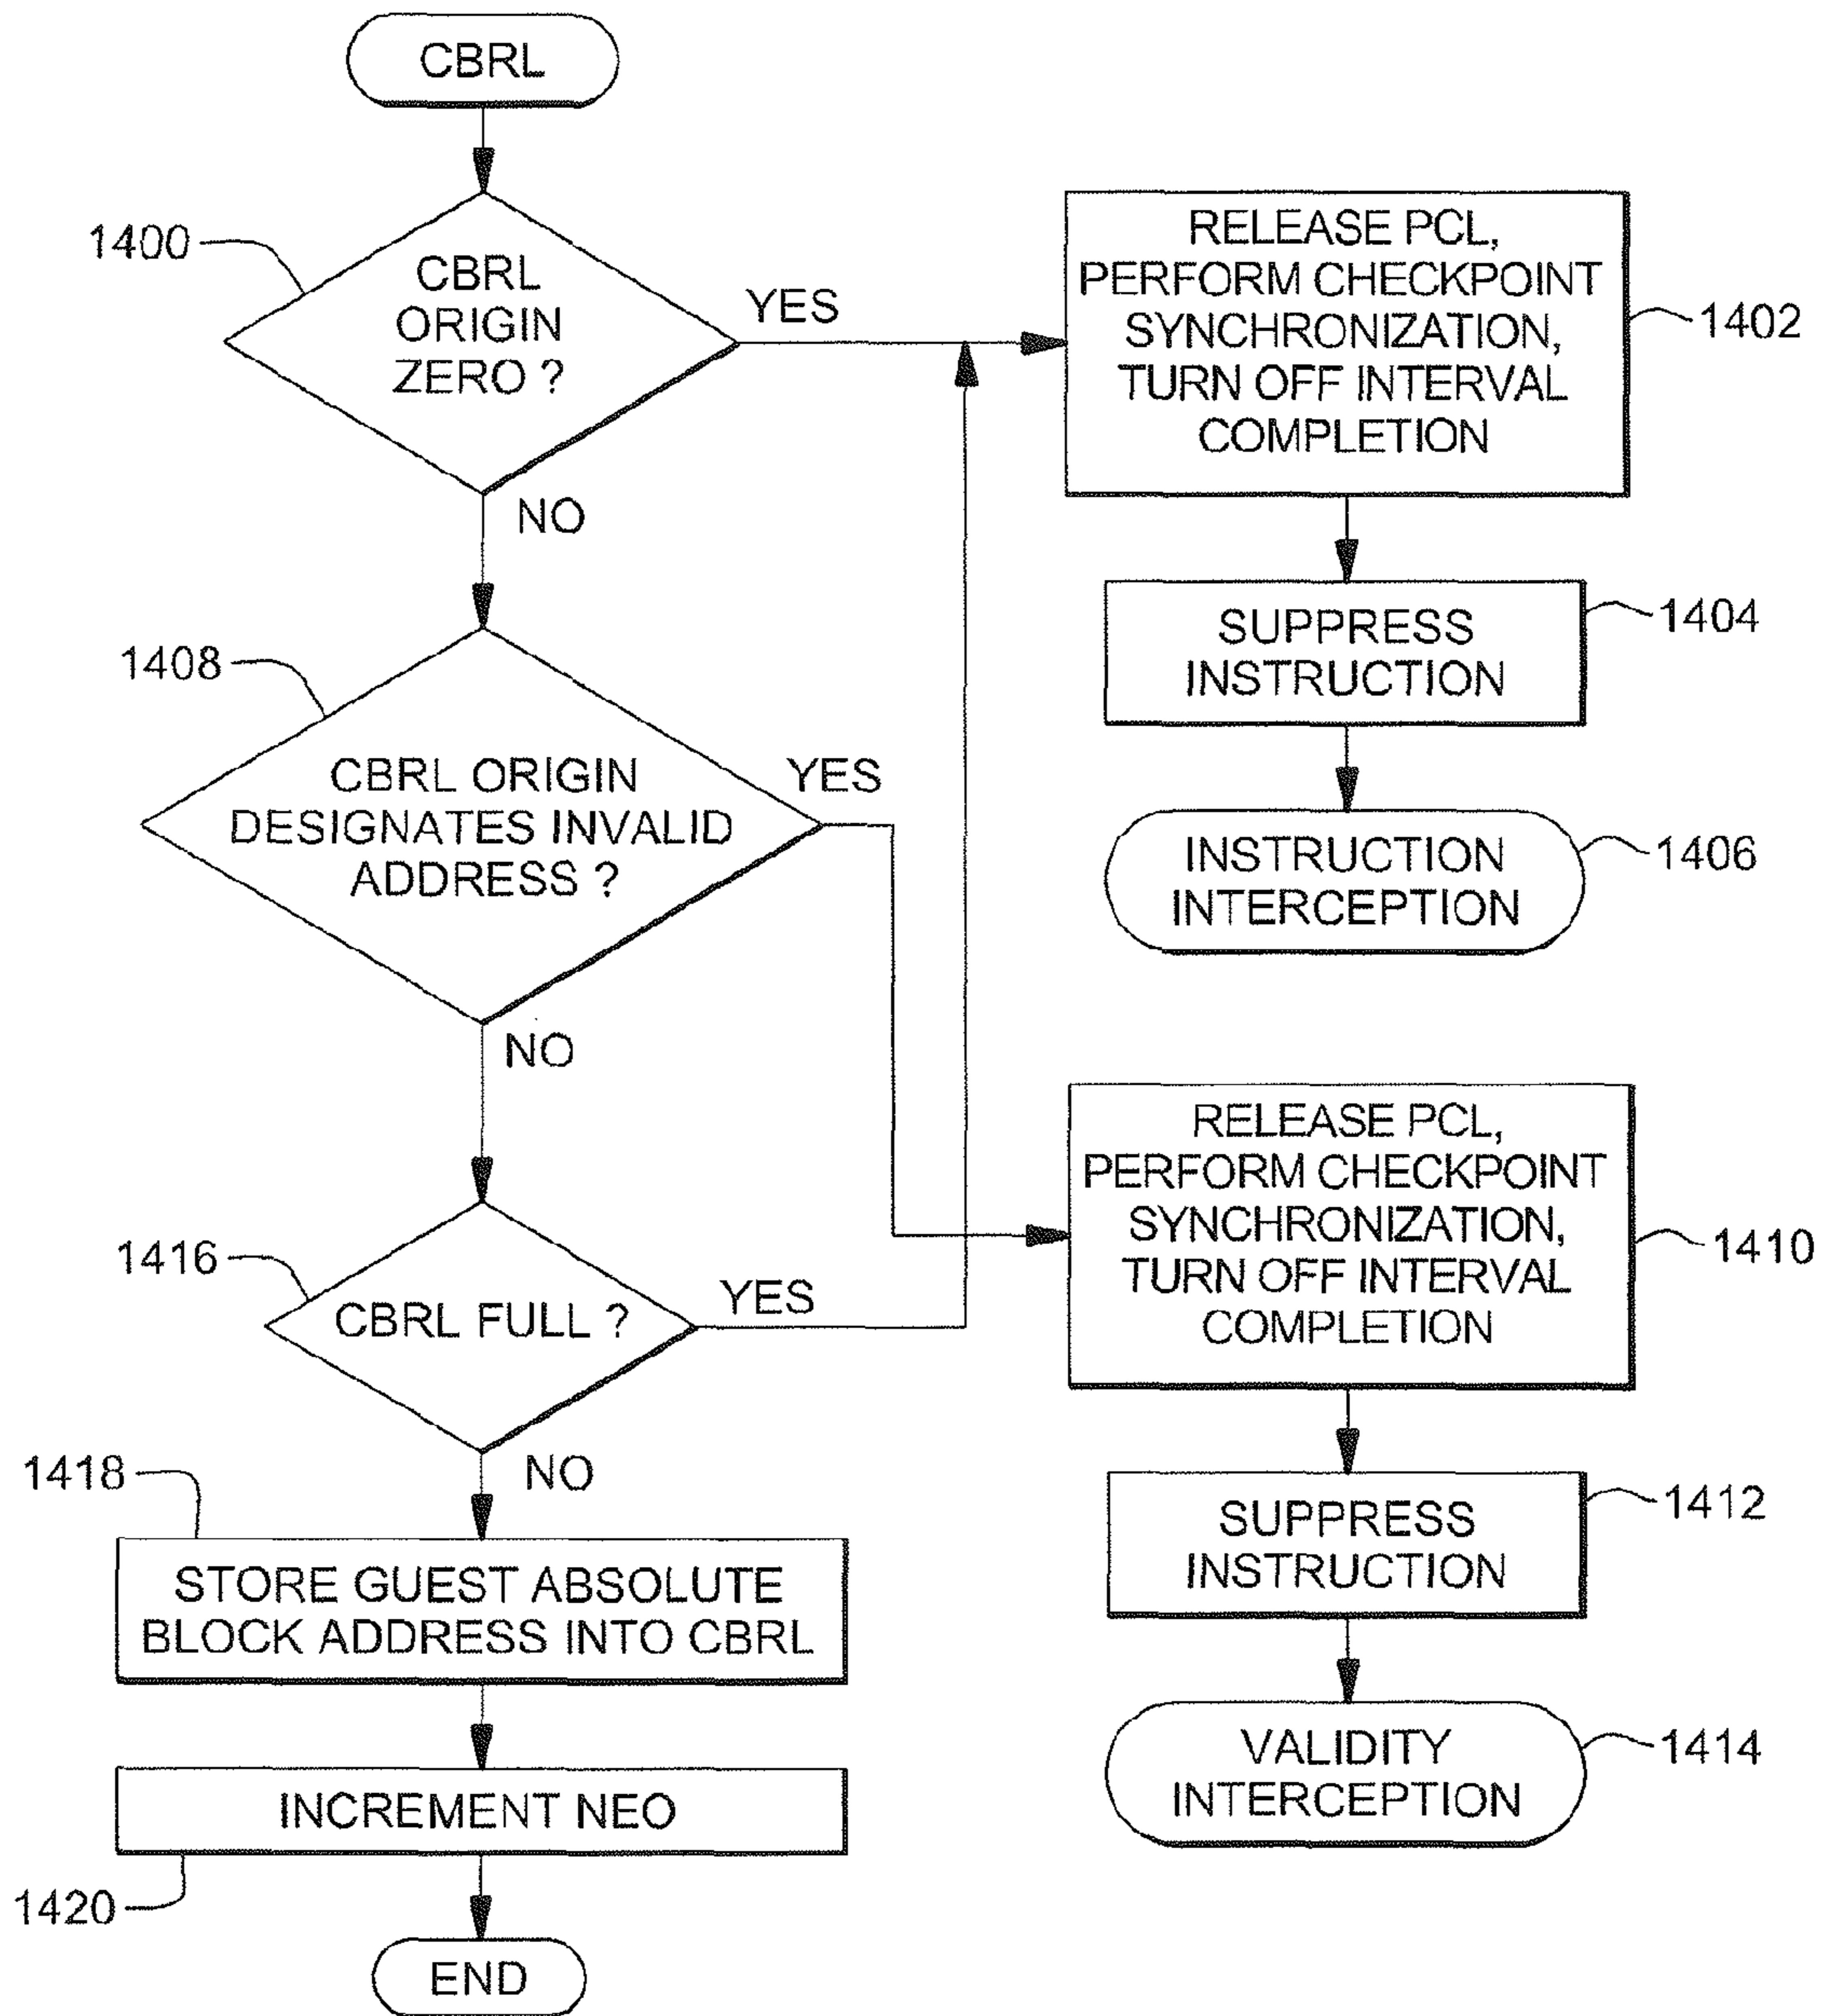 CBRL
1400
CBRL
ORIGIN
ZERO ?
YES
NO
RELEASE PCL,
PERFORM CHECKPOINT
SYNCHRONIZATION,
TURN OFF INTERVAL
COMPLETION
1402
SUPPRESS
INSTRUCTION
1404
INSTRUCTION
INTERCEPTION
1406
1408
CBRL ORIGIN
DESIGNATES INVALID
ADDRESS ?
YES
NO
RELEASE PCL,
PERFORM CHECKPOINT
SYNCHRONIZATION,
TURN OFF INTERVAL
COMPLETION
1410
SUPPRESS
INSTRUCTION
1412
VALIDITY
INTERCEPTION
1414
1416
CBRL FULL ?
YES
NO
1418
STORE GUEST ABSOLUTE
BLOCK ADDRESS INTO CBRL
INCREMENT NEO
1420
END